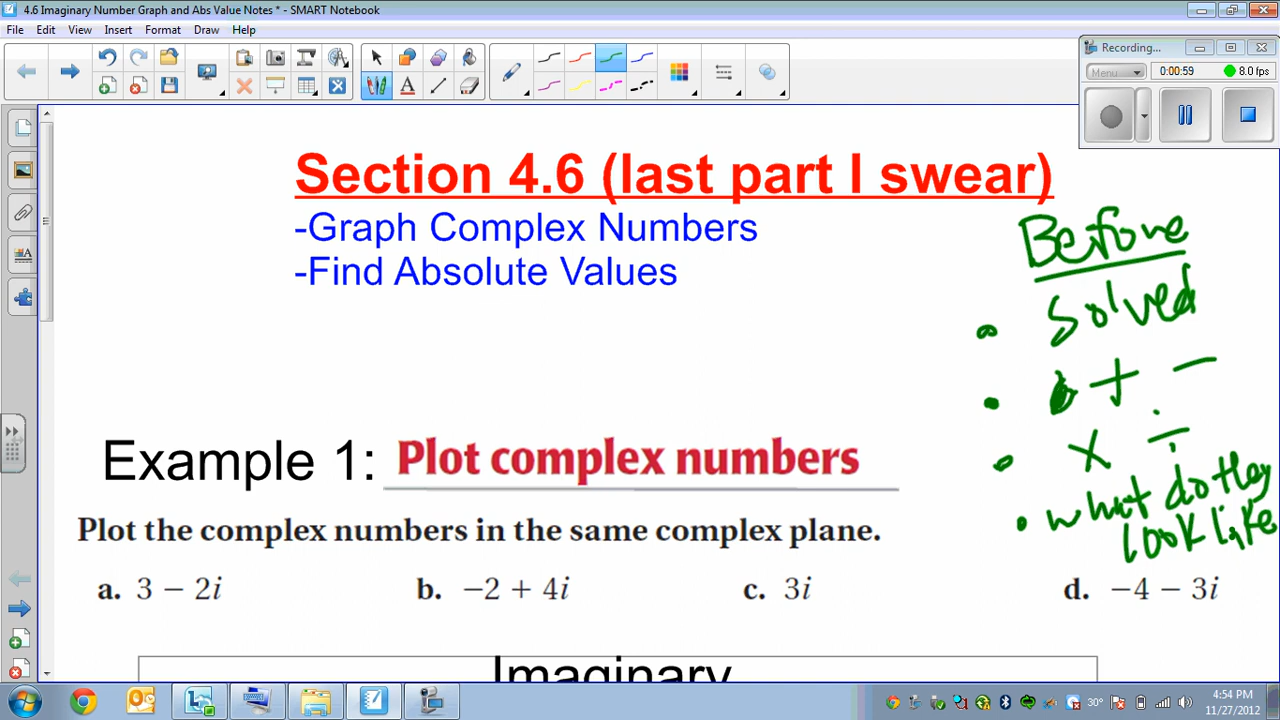 4.6 Imaginary Number Graph and Abs Value Notes * - SMART Notebook
File Edit View Insert Format Draw Help
Recording...
Menu 0:00:59 8.0 fps
Section 4.6 (last part I swear)
-Graph Complex Numbers
-Find Absolute Values
Before
• Solved
• + −
• × ÷
• what do they
look like
Example 1: Plot complex numbers
Plot the complex numbers in the same complex plane.
a. 3 − 2i b. −2 + 4i c. 3i d. −4 − 3i
Imaginary
30°
4:54 PM
11/27/2012